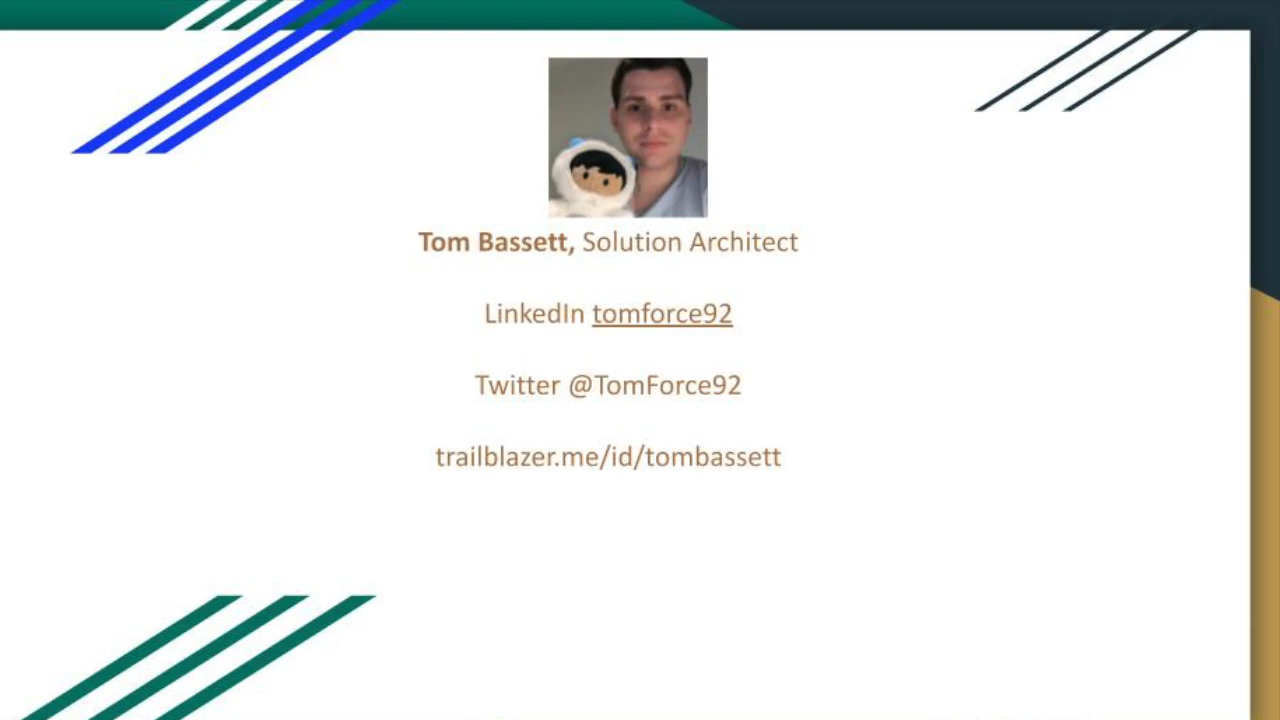 Tom Bassett, Solution Architect
LinkedIn tomforce92
Twitter @TomForce92
trailblazer.me/id/tombassett